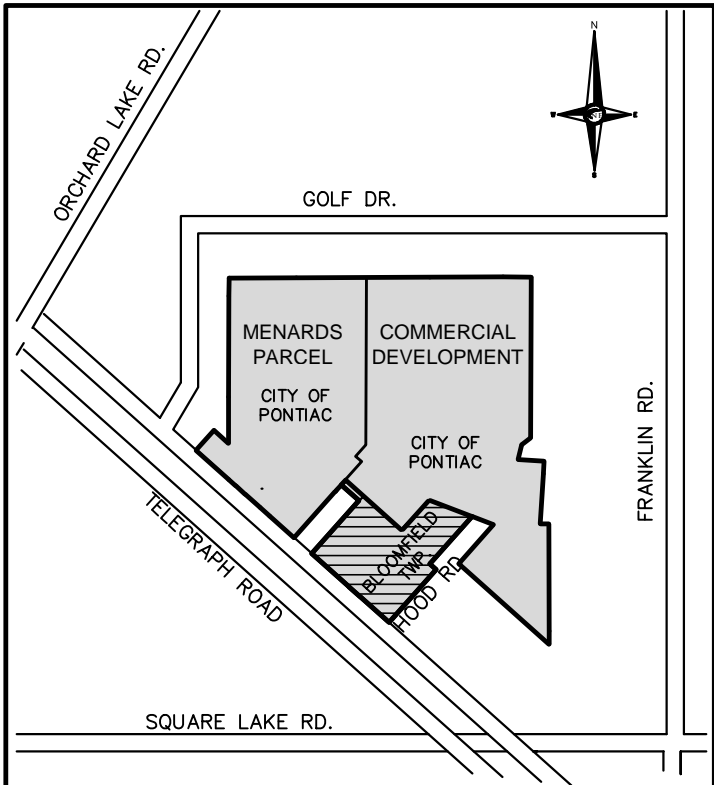 ORCHARD LAKE RD.
N
W
E
S
GOLF DR.
MENARDS
PARCEL
CITY OF
PONTIAC
COMMERCIAL
DEVELOPMENT
CITY OF
PONTIAC
FRANKLIN RD.
TELEGRAPH ROAD
BLOOMFIELD
TWP.
HOOD RD
SQUARE LAKE RD.